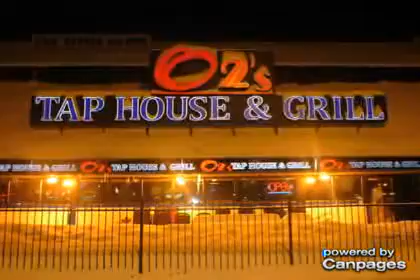 O2's
TAP HOUSE & GRILL
TAP HOUSE & GRILL O2's TAP HOUSE & GRILL O2's TAP HOUSE & GRILL O2's TAP HOUSE & GRILL
OPEN
powered by
Canpages